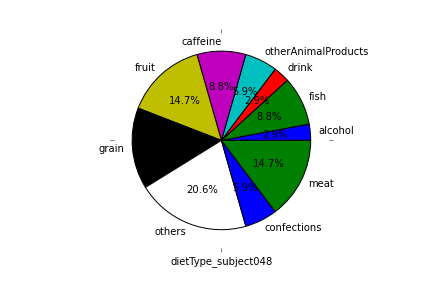 caffeine
otherAnimalProducts
fruit
drink
8.8%
5.9%
2.9%
fish
14.7%
8.8%
alcohol
2.9%
grain
14.7%
meat
20.6%
5.9%
others
confections
dietType_subject048